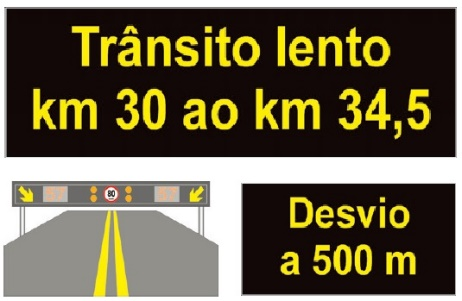 Trânsito lento
km 30 ao km 34,5
80
Desvio
a 500 m